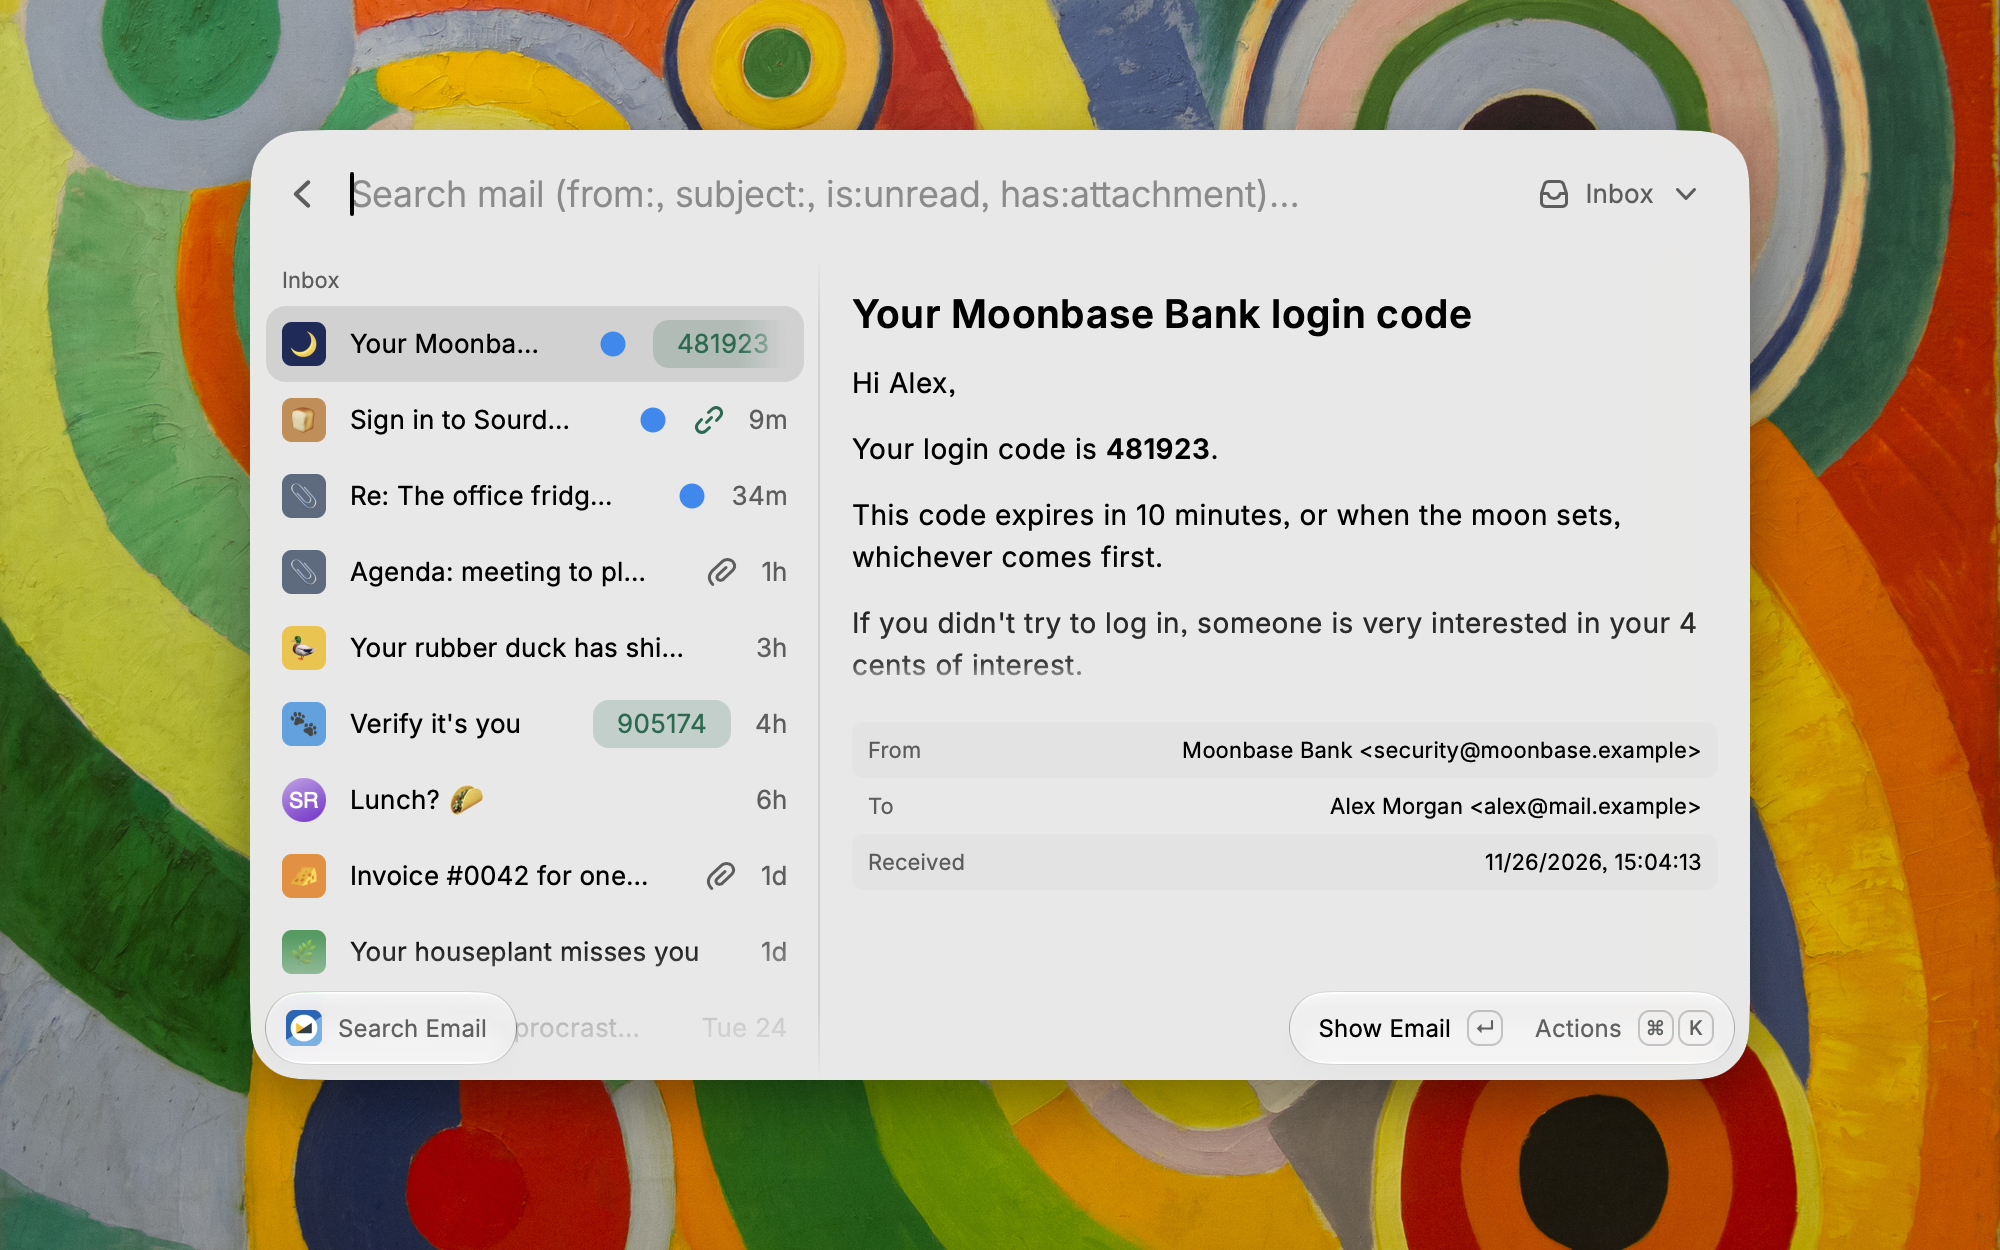 Search mail (from:, subject:, is:unread, has:attachment)...
Inbox
Inbox
Your Moonba...
481923
Sign in to Sourd...
9m
Re: The office fridg...
34m
Agenda: meeting to pl...
1h
Your rubber duck has shi...
3h
Verify it's you
905174
4h
SR
Lunch?
6h
Invoice #0042 for one...
1d
Your houseplant misses you
1d
procrast...
Tue 24
Search Email
Your Moonbase Bank login code
Hi Alex,
Your login code is 481923.
This code expires in 10 minutes, or when the moon sets,
whichever comes first.
If you didn't try to log in, someone is very interested in your 4
cents of interest.
From
Moonbase Bank <security@moonbase.example>
To
Alex Morgan <alex@mail.example>
Received
11/26/2026, 15:04:13
Show Email
Actions
⌘ K